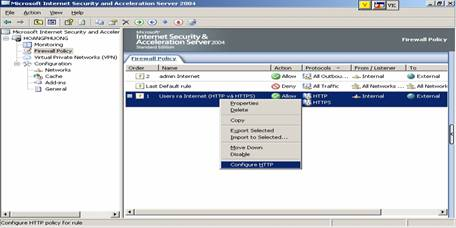 Microsoft Internet Security and Acceleration Server 2004
File Action View Help
V VE
Microsoft Internet Security and Acceler
HOANGPHUONG
Monitoring
Firewall Policy
Virtual Private Networks (VPN)
Configuration
Networks
Cache
Add-ins
General
Microsoft
Internet Security &
Acceleration Server 2004
Standard Edition
Firewall Policy
Firewall Policy
Order Name Action Protocols From / Listener To
2 admin Internet Allow All Outbou... Internal External
Last Default rule Deny All Traffic All Networks ... All Networks
1 Users ra Internet (HTTP và HTTPS) Allow HTTP Internal External
HTTPS
Properties
Delete
Copy
Export Selected
Import to Selected...
Move Down
Disable
Configure HTTP
Configure HTTP policy for rule